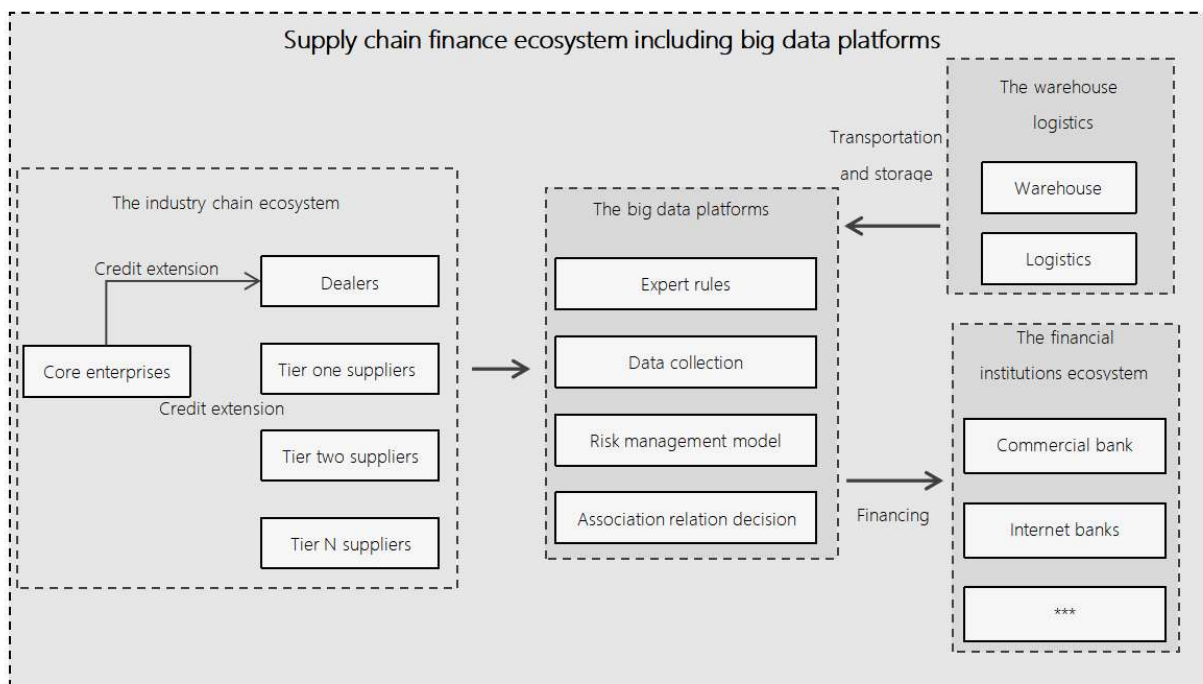 Supply chain finance ecosystem including big data platforms
The industry chain ecosystem
Credit extension
Dealers
Core enterprises
Tier one suppliers
Credit extension
Tier two suppliers
Tier N suppliers
The big data platforms
Expert rules
Data collection
Risk management model
Association relation decision
Transportation
and storage
The warehouse
logistics
Warehouse
Logistics
Financing
The financial
institutions ecosystem
Commercial bank
Internet banks
***